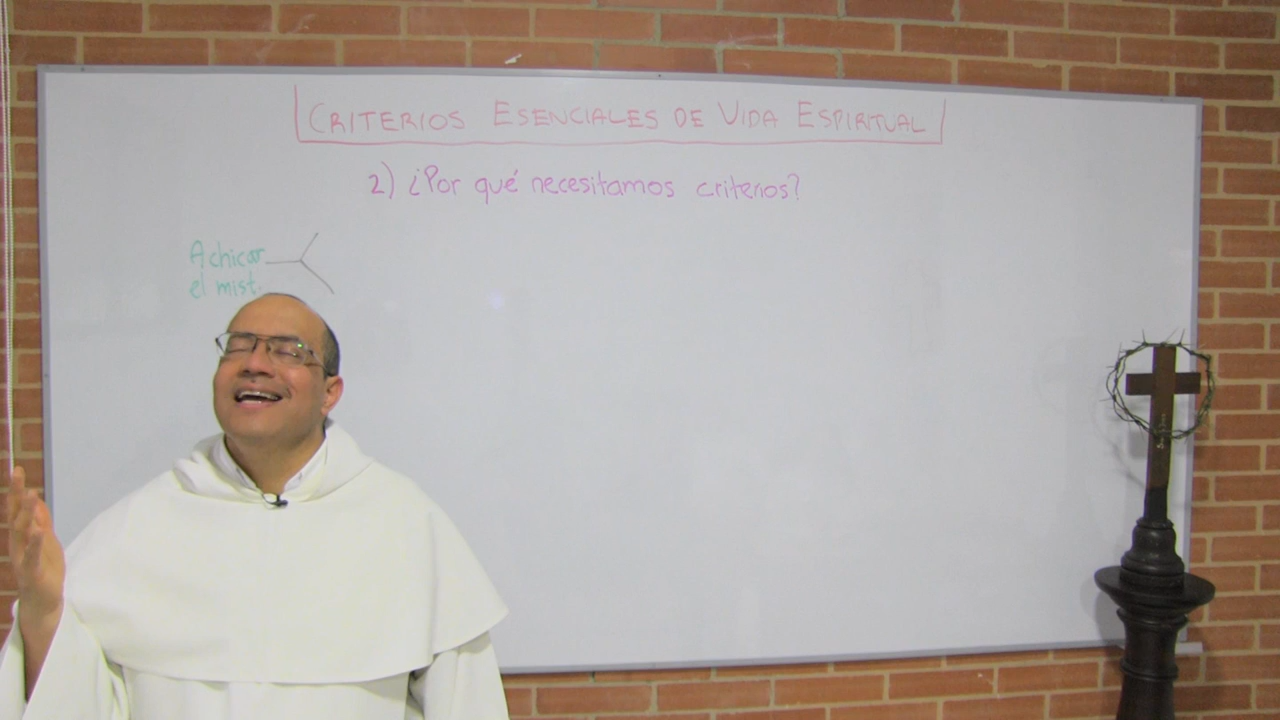 CRITERIOS ESENCIALES DE VIDA ESPIRITUAL
2) ¿Por qué necesitamos criterios?
Achicar
el mist.